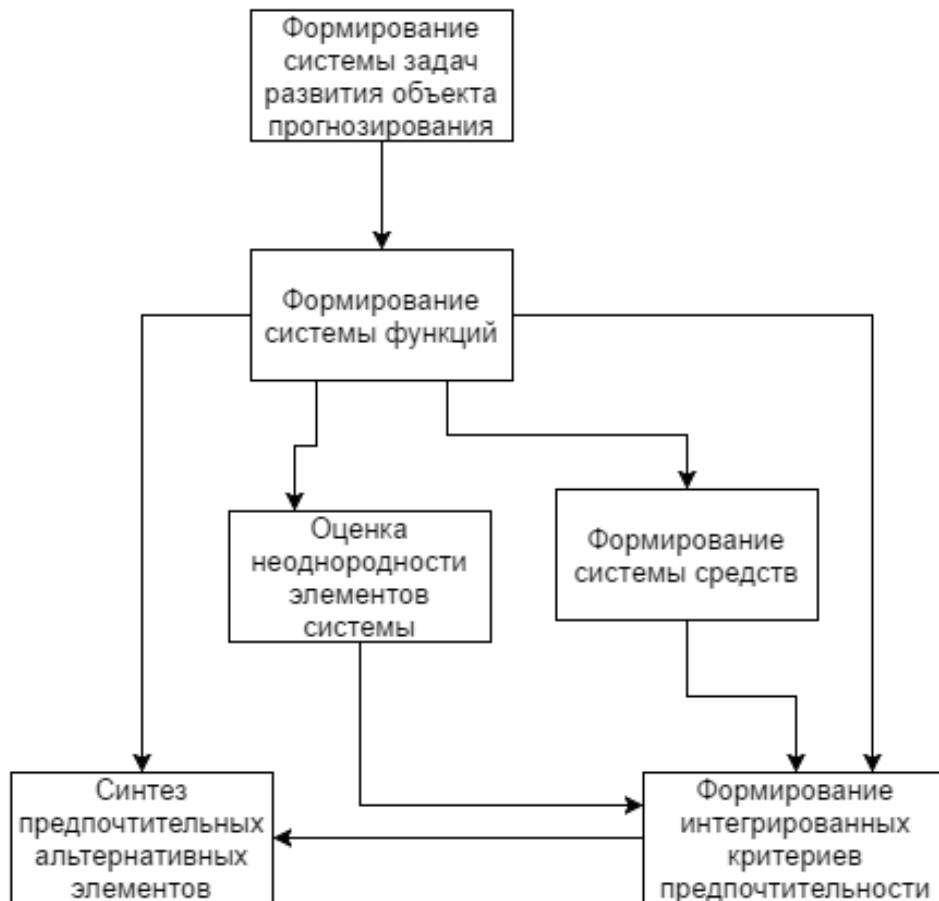 Формирование
системы задач
развития объекта
прогнозирования
Формирование
системы функций
Оценка
неоднородности
элементов
системы
Формирование
системы средств
Синтез
предпочтительных
альтернативных
элементов
Формирование
интегрированных
критериев
предпочтительности